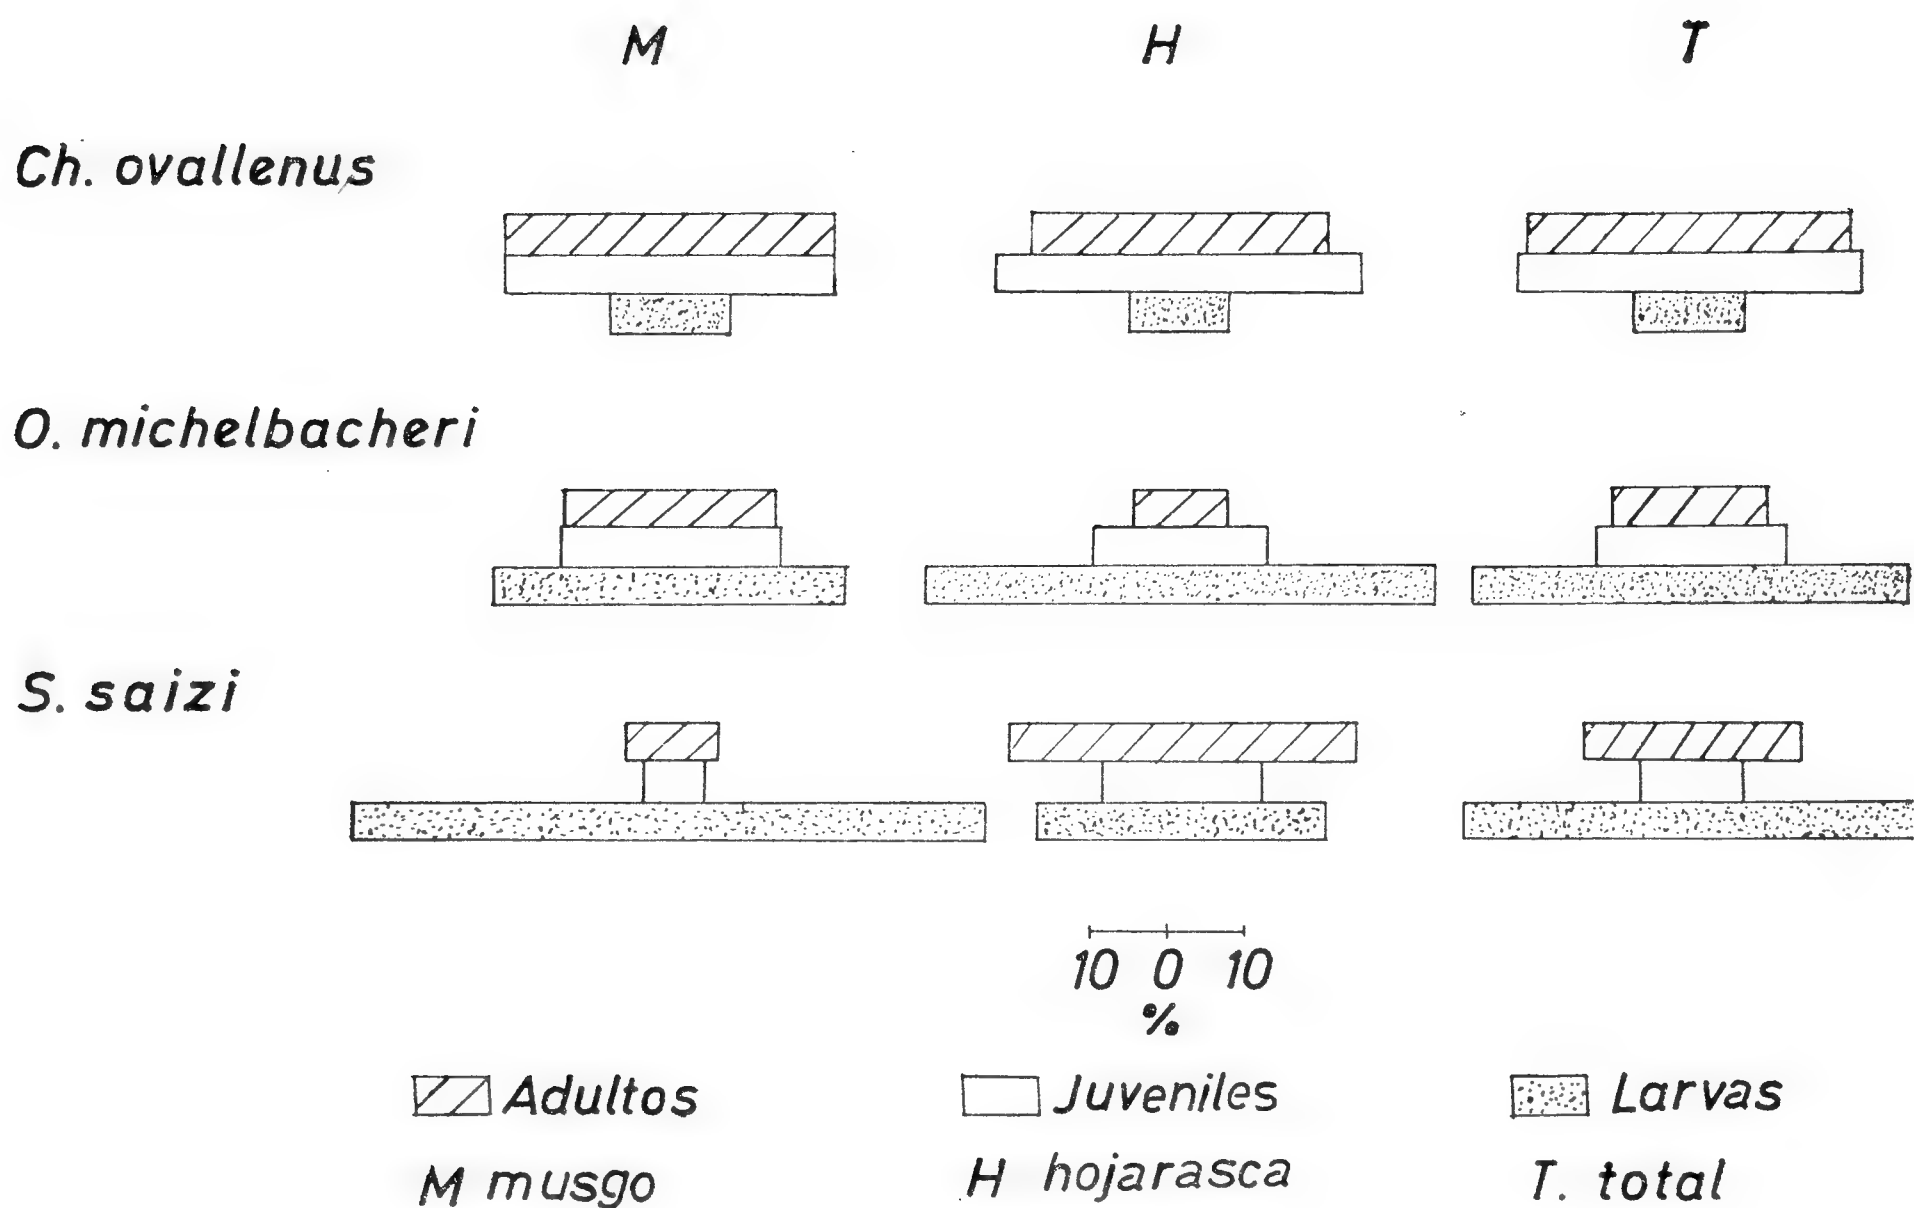 M H T
Ch. ovallenus
O. michelbacheri
S. saizi
10 0 10
%
Adultos Juveniles Larvas
M musgo H hojarasca T. total